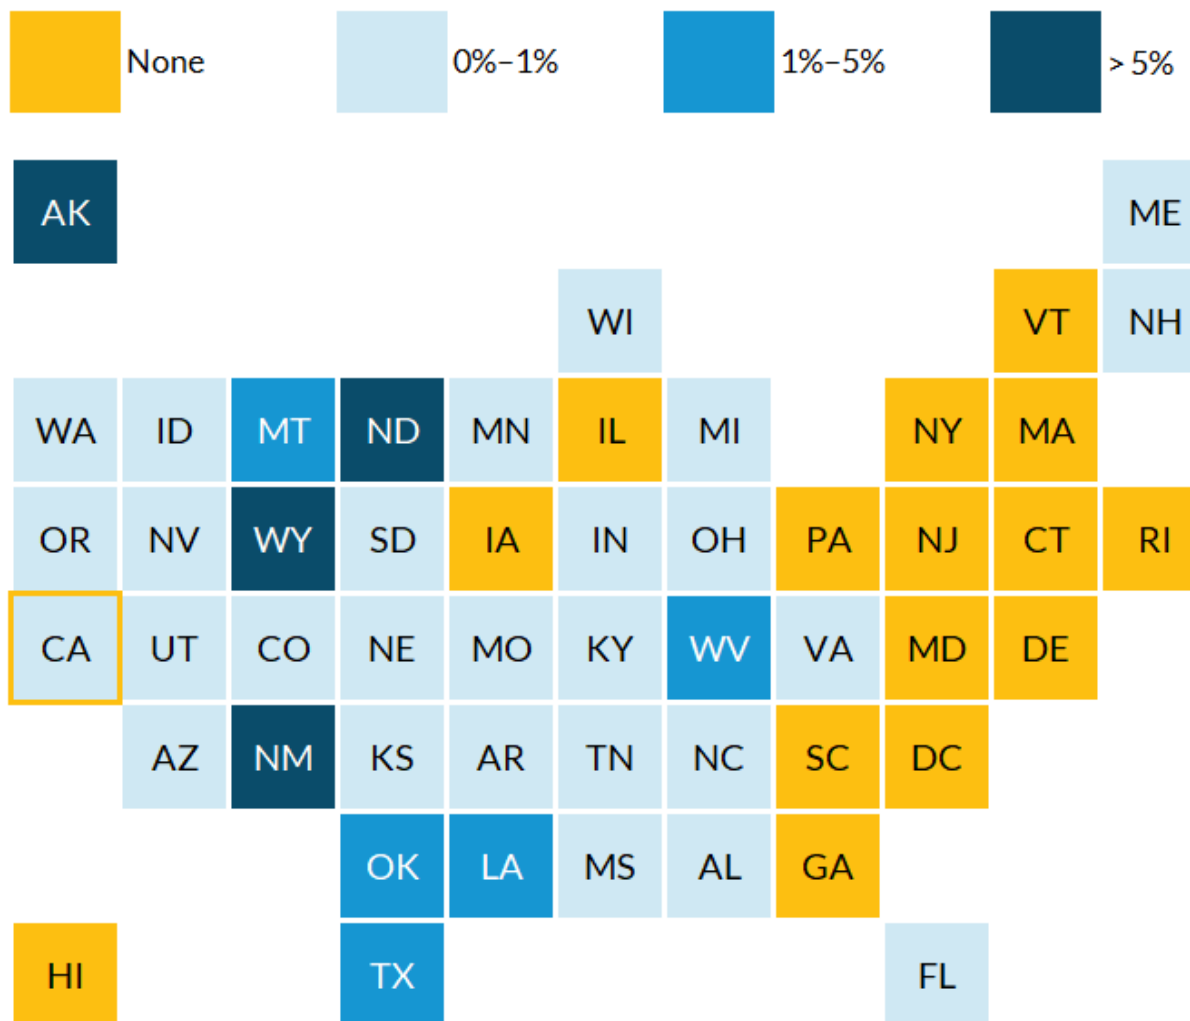 None 0%–1% 1%–5% > 5%
AK ME
WI VT NH
WA ID MT ND MN IL MI NY MA
OR NV WY SD IA IN OH PA NJ CT RI
CA UT CO NE MO KY WV VA MD DE
AZ NM KS AR TN NC SC DC
OK LA MS AL GA
HI TX FL